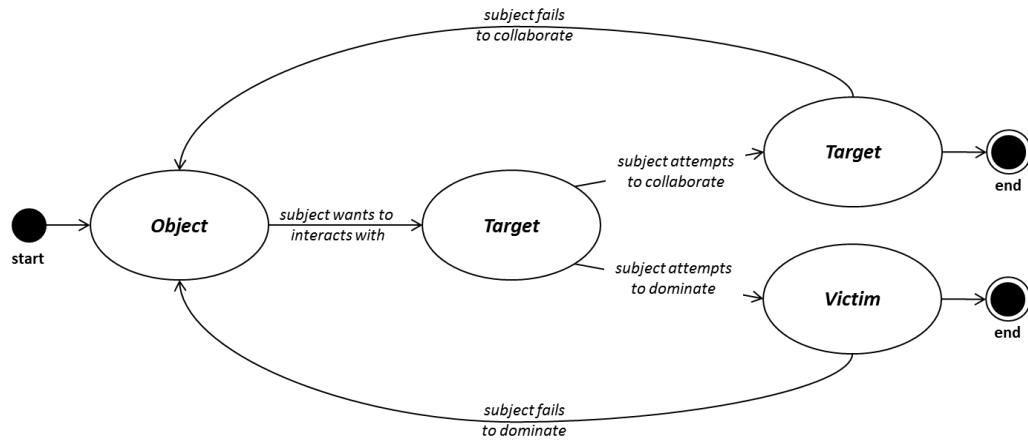 subject fails
to collaborate
Target
subject attempts
to collaborate
end
Object
subject wants to
interacts with
Target
start
subject attempts
to dominate
Victim
end
subject fails
to dominate